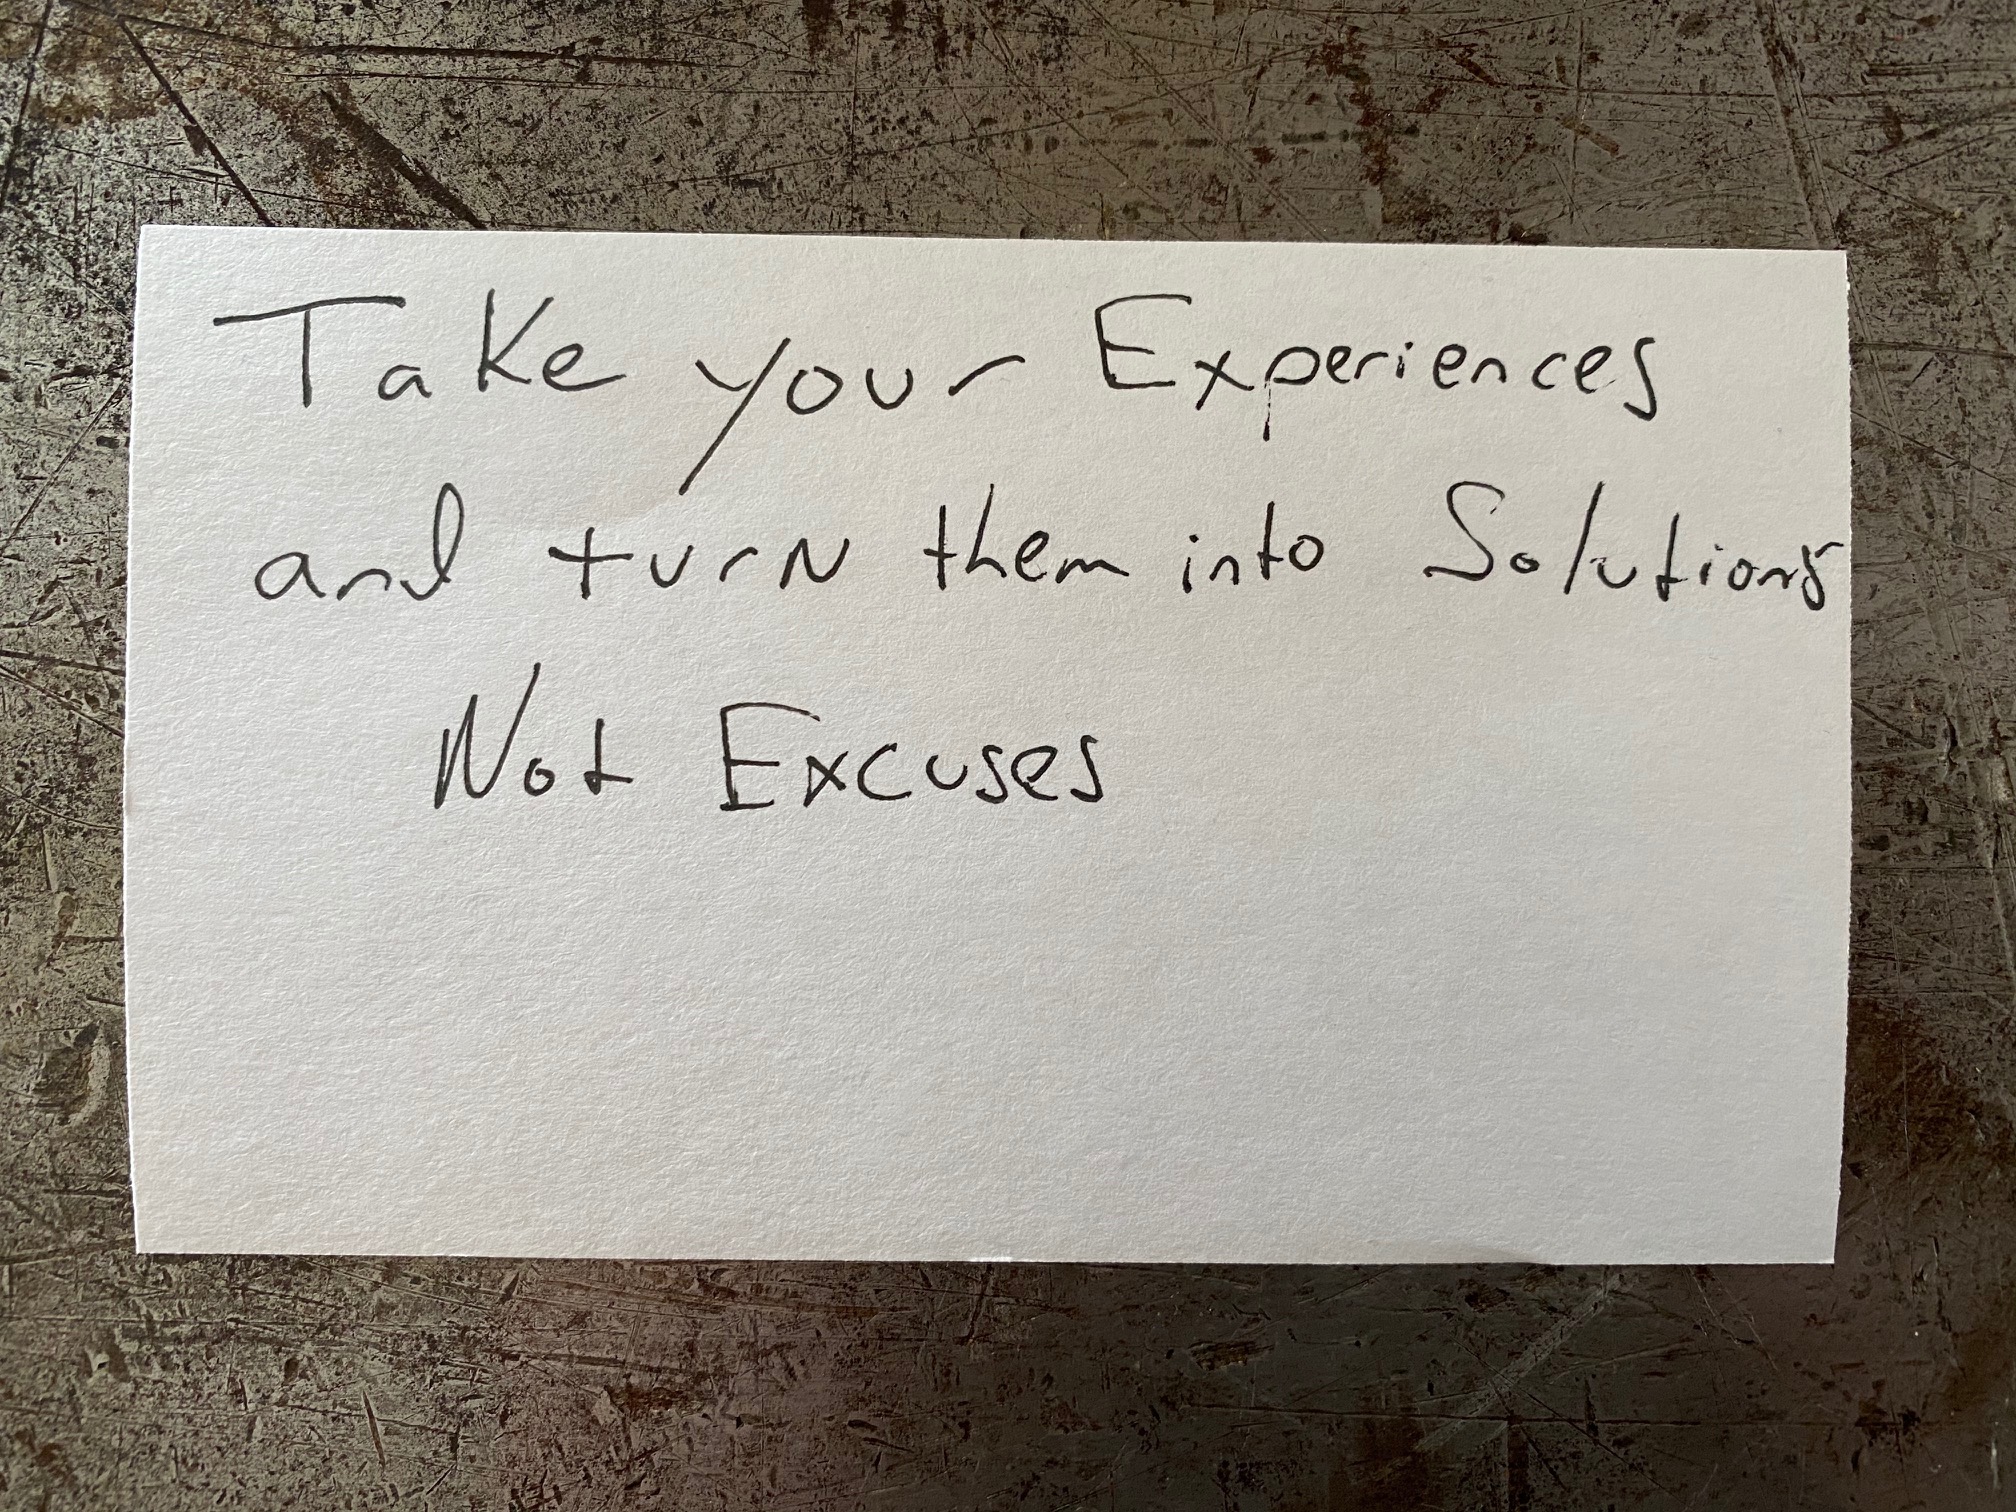 Take your Experiences
and turn them into Solutions
Not Excuses